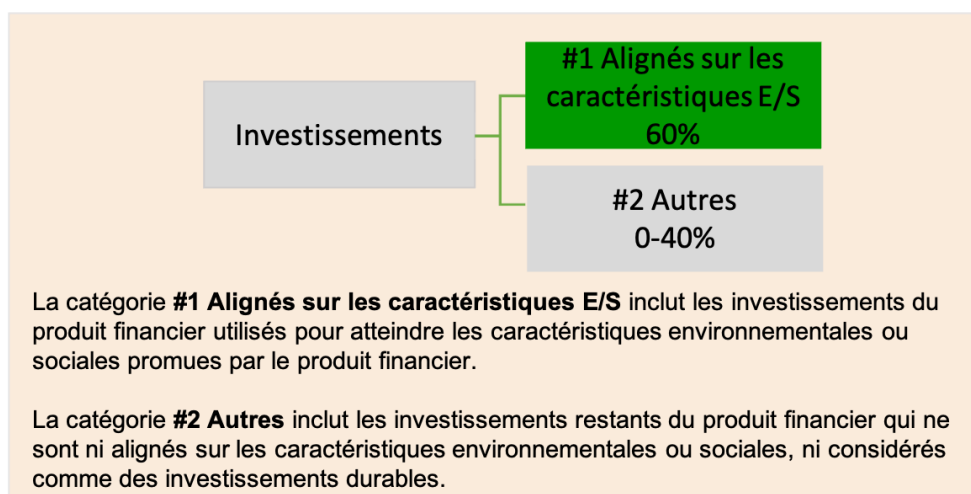 #1 Alignés sur les
caractéristiques E/S
60%
Investissements
#2 Autres
0-40%
La catégorie #1 Alignés sur les caractéristiques E/S inclut les investissements du
produit financier utilisés pour atteindre les caractéristiques environnementales ou
sociales promues par le produit financier.
La catégorie #2 Autres inclut les investissements restants du produit financier qui ne
sont ni alignés sur les caractéristiques environnementales ou sociales, ni considérés
comme des investissements durables.